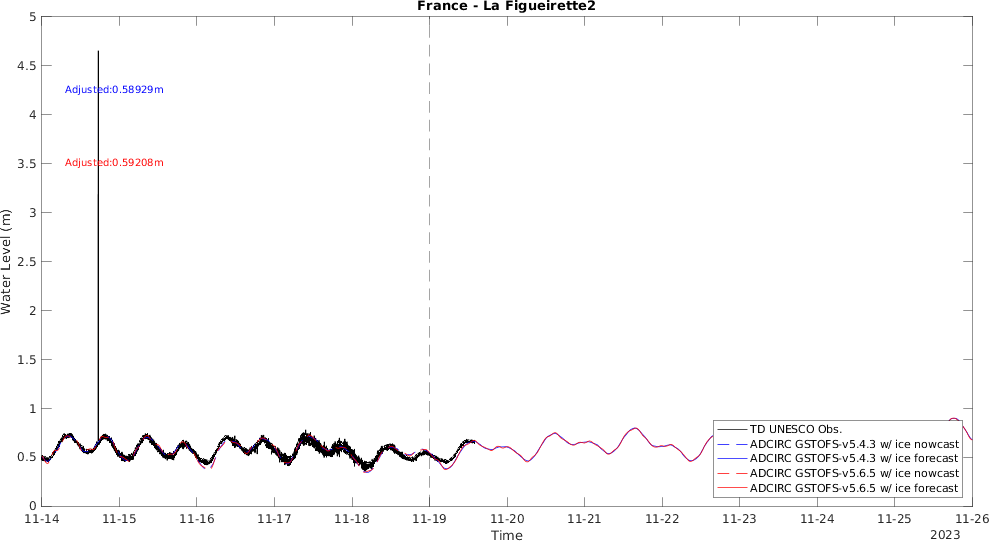 France - La Figueirette2
5
4.5
4
3.5
3
2.5
2
1.5
1
0.5
0
Water Level (m)
Adjusted:0.58929m
Adjusted:0.59208m
TD UNESCO Obs.
ADCIRC GSTOFS-v5.4.3 w/ ice nowcast
ADCIRC GSTOFS-v5.4.3 w/ ice forecast
ADCIRC GSTOFS-v5.6.5 w/ ice nowcast
ADCIRC GSTOFS-v5.6.5 w/ ice forecast
11-14 11-15 11-16 11-17 11-18 11-19 11-20 11-21 11-22 11-23 11-24 11-25 11-26
Time
2023